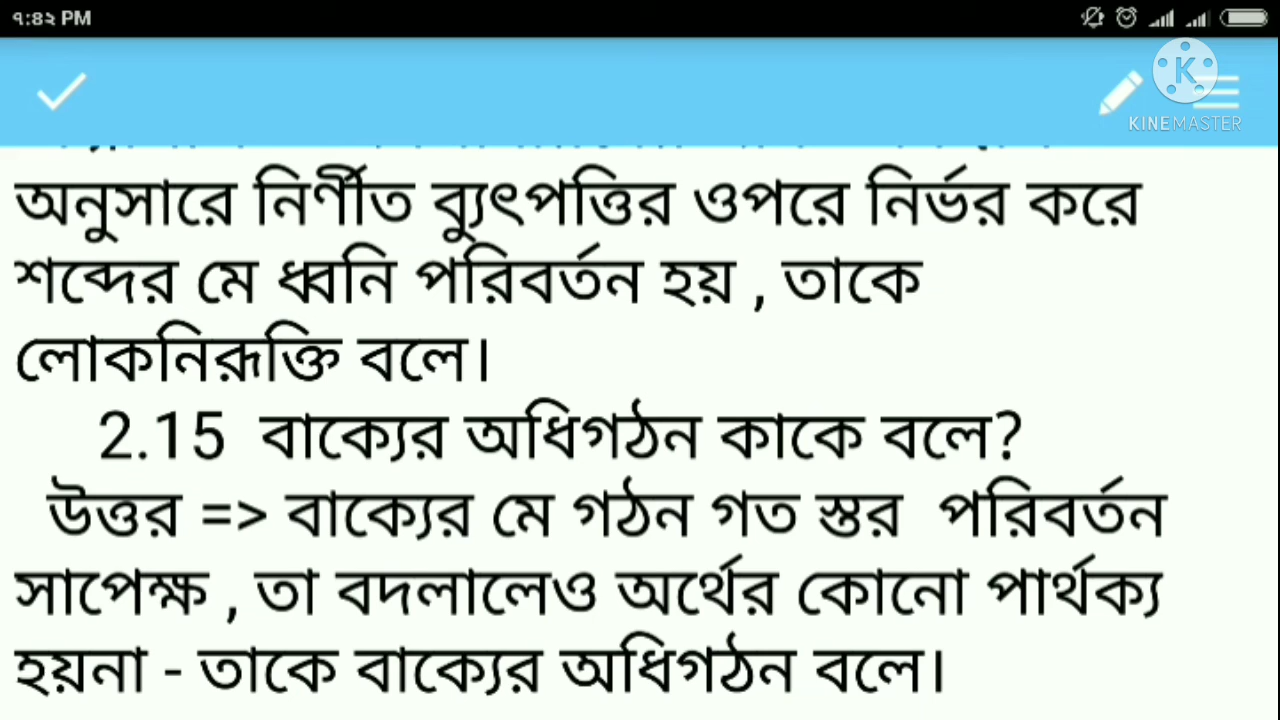 ৭:৪২ PM
KINEMASTER
অনুসারে নির্ণীত ব্যুৎপত্তির ওপরে নির্ভর করে
শব্দের মে ধ্বনি পরিবর্তন হয় , তাকে
লোকনিরূক্তি বলে।
2.15 বাক্যের অধিগঠন কাকে বলে?
উত্তর => বাক্যের মে গঠন গত স্তর পরিবর্তন
সাপেক্ষ , তা বদলালেও অর্থের কোনো পার্থক্য
হয়না - তাকে বাক্যের অধিগঠন বলে।